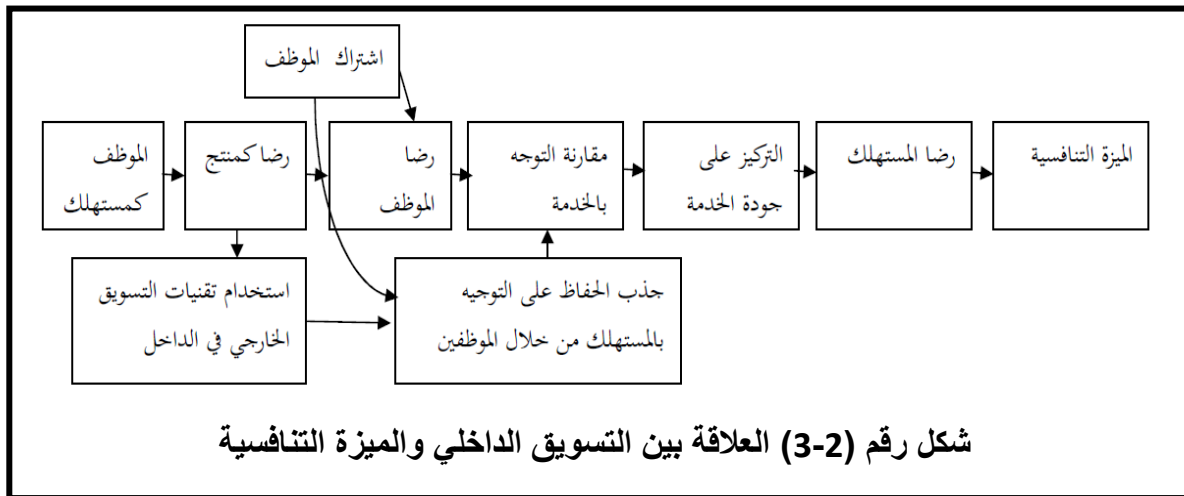 اشتراك الموظف
الموظف
كمستهلك
رضا كمنتج
رضا
الموظف
مقارنة التوجه
بالخدمة
التركيز على
جودة الخدمة
رضا المستهلك
الميزة التنافسية
استخدام تقنيات التسويق
الخارجي في الداخل
جذب الحفاظ على التوجيه
بالمستهلك من خلال الموظفين
شكل رقم (2-3) العلاقة بين التسويق الداخلي والميزة التنافسية